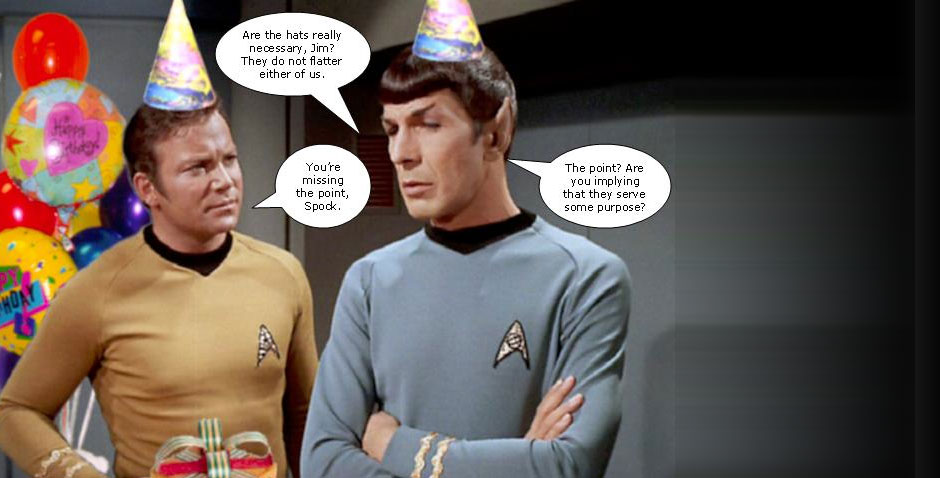 Are the hats really
necessary, Jim?
They do not flatter
either of us.
You're
missing
the point,
Spock.
The point? Are
you implying
that they serve
some purpose?
Happy
Birthday!